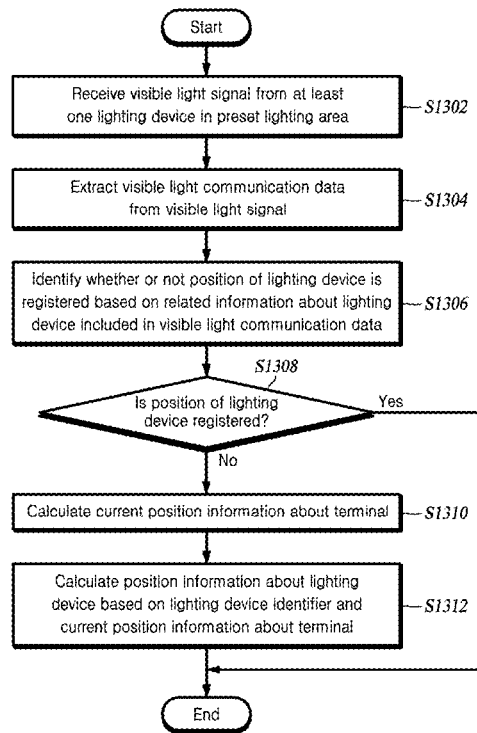 Start
Receive visible light signal from at least
one lighting device in preset lighting area
S1302
Extract visible light communication data
from visible light signal
S1304
Identify whether or not position of lighting device is
registered based on related information about lighting
device included in visible light communication data
S1306
S1308
Is position of lighting
device registered?
Yes
No
Calculate current position information about terminal
S1310
Calculate position information about lighting
device based on lighting device identifier and
current position information about terminal
S1312
End